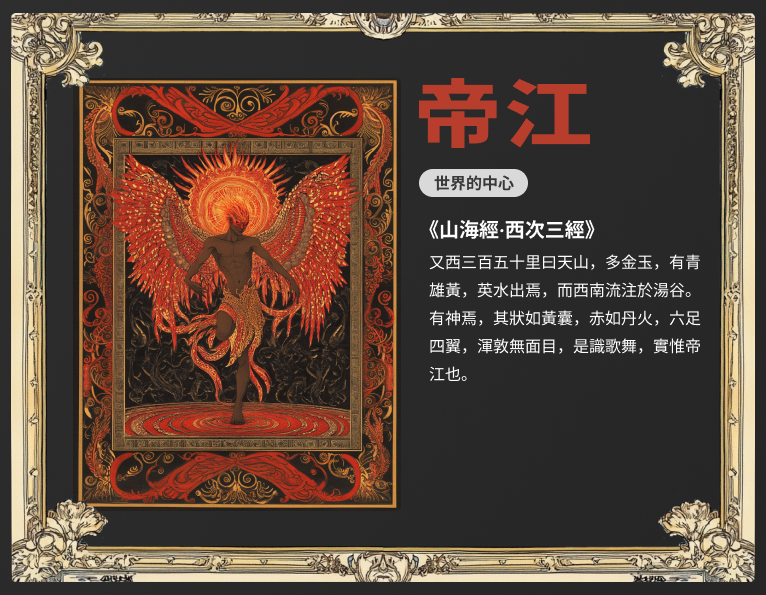 帝江
世界的中心
《山海經·西次三經》
又西三百五十里曰天山，多金玉，有青
雄黃，英水出焉，而西南流注於湯谷。
有神焉，其狀如黃囊，赤如丹火，六足
四翼，渾敦無面目，是識歌舞，實惟帝
江也。